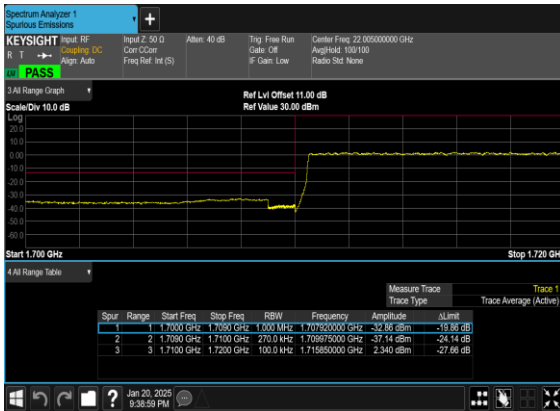 Spectrum Analyzer 1
Spurious Emissions
+
KEYSIGHT Input: RF Input Z: 50 Ω Atten: 40 dB Trig: Free Run Center Freq: 22.005000000 GHz
R T Coupling: DC Corr CCorr Gate: Off Avg|Hold: 100/100
Align: Auto Freq Ref: Int (S) IF Gain: Low Radio Std: None
PASS
3 All Range Graph
Ref Lvl Offset 11.00 dB
Scale/Div 10.0 dB Ref Value 30.00 dBm
Log
20.0
10.0
0.00
-10.0
-20.0
-30.0
-40.0
-50.0
-60.0
Start 1.700 GHz Stop 1.720 GH
4 All Range Table
Measure Trace Trace 1
Trace Type Trace Average (Active)
Spur Range Start Freq Stop Freq RBW Frequency Amplitude ΔLimit
1 1 1.7000 GHz 1.7090 GHz 1.000 MHz 1.707920000 GHz -32.86 dBm -19.86 dB
2 2 1.7090 GHz 1.7100 GHz 270.0 kHz 1.709975000 GHz -37.14 dBm -24.14 dB
3 3 1.7100 GHz 1.7200 GHz 100.0 kHz 1.715850000 GHz 2.340 dBm -27.66 dB
? Jan 20, 2025
9:38:59 PM